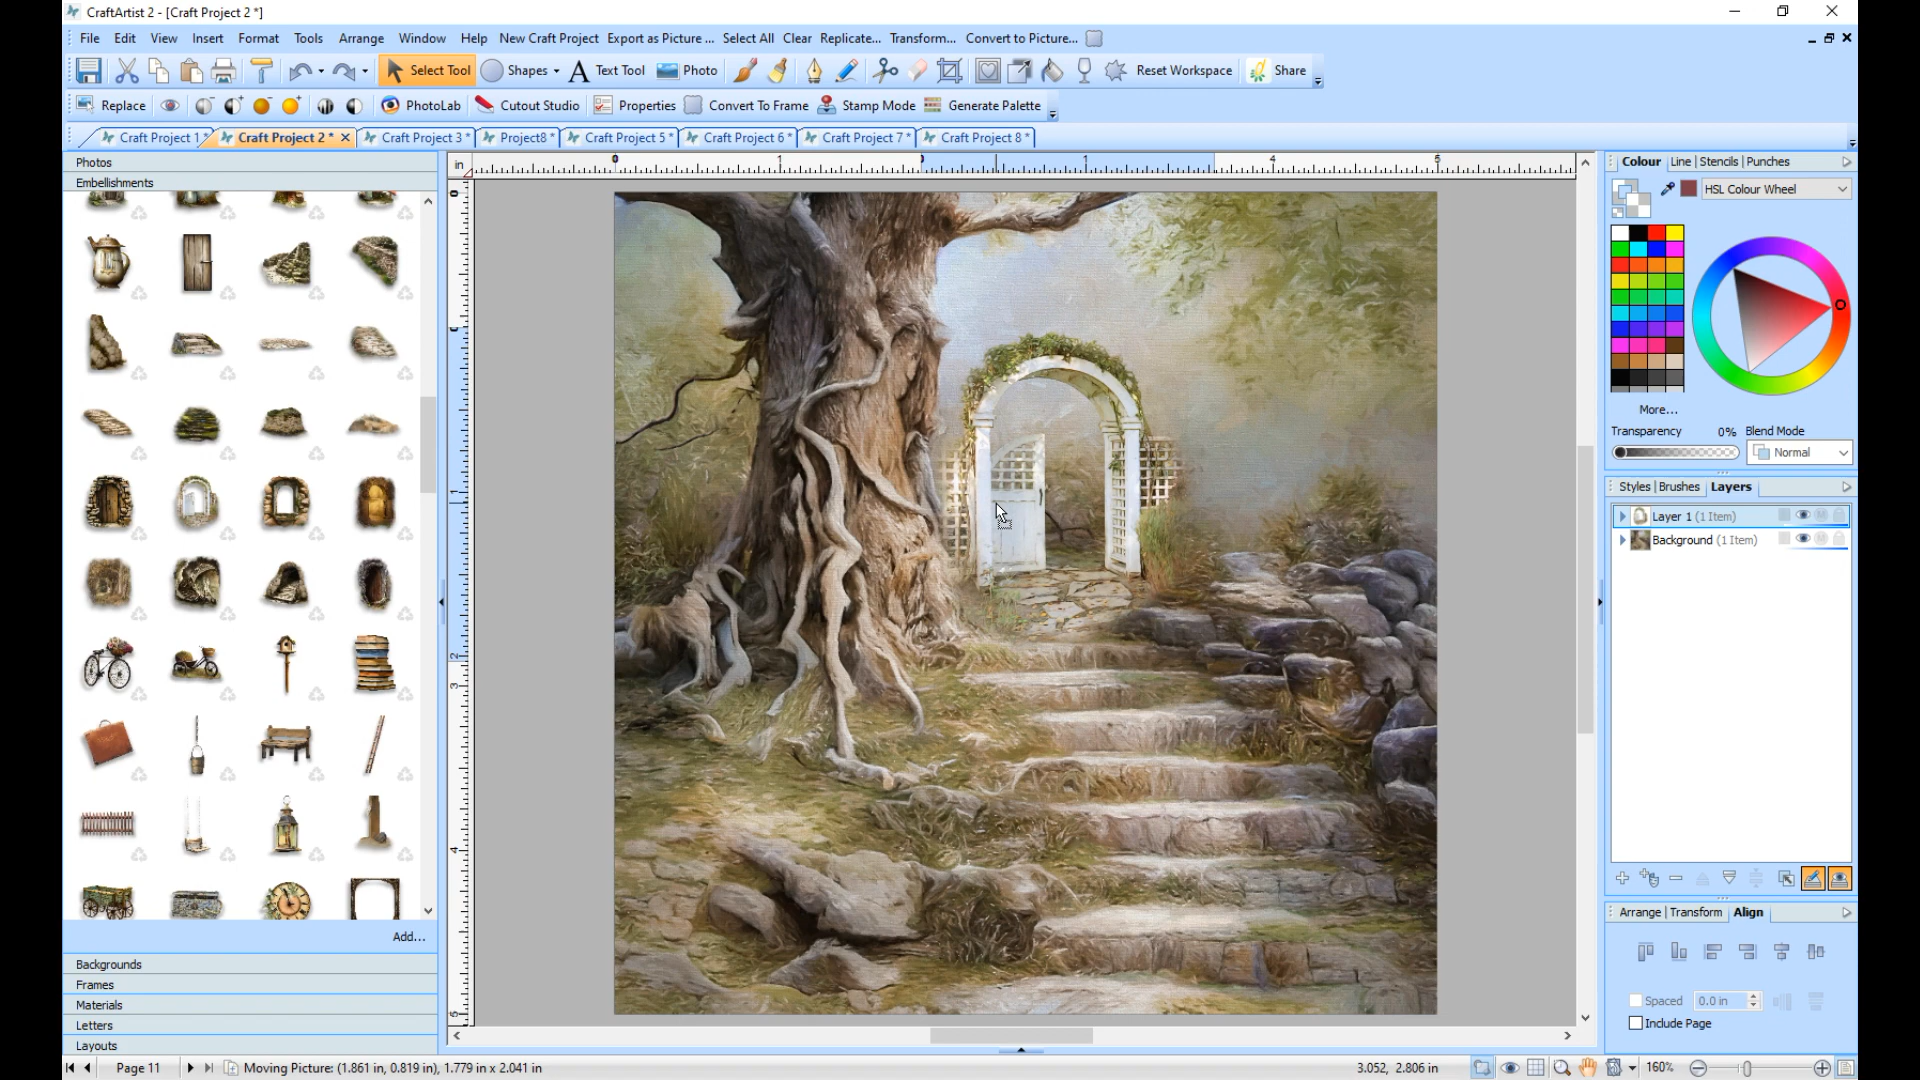 CraftArtist 2 - [Craft Project 2 *]
File Edit View Insert Format Tools Arrange Window Help New Craft Project Export as Picture ... Select All Clear Replicate... Transform... Convert to Picture...
Select Tool Shapes Text Tool Photo Reset Workspace Share
Replace PhotoLab Cutout Studio Properties Convert To Frame Stamp Mode Generate Palette
Craft Project 1 * Craft Project 2 * Craft Project 3 * Project8 * Craft Project 5 * Craft Project 6 * Craft Project 7 * Craft Project 8 *
Photos
Embellishments
Add...
Backgrounds
Frames
Materials
Letters
Layouts
in
Colour Line | Stencils | Punches
HSL Colour Wheel
More...
Transparency 0% Blend Mode
Normal
Styles | Brushes Layers
Layer 1 (1 Item)
Background (1 Item)
Arrange | Transform Align
Spaced 0.0 in
Include Page
Page 11 Moving Picture: (1.861 in, 0.819 in), 1.779 in x 2.041 in 3.052, 2.806 in 160%